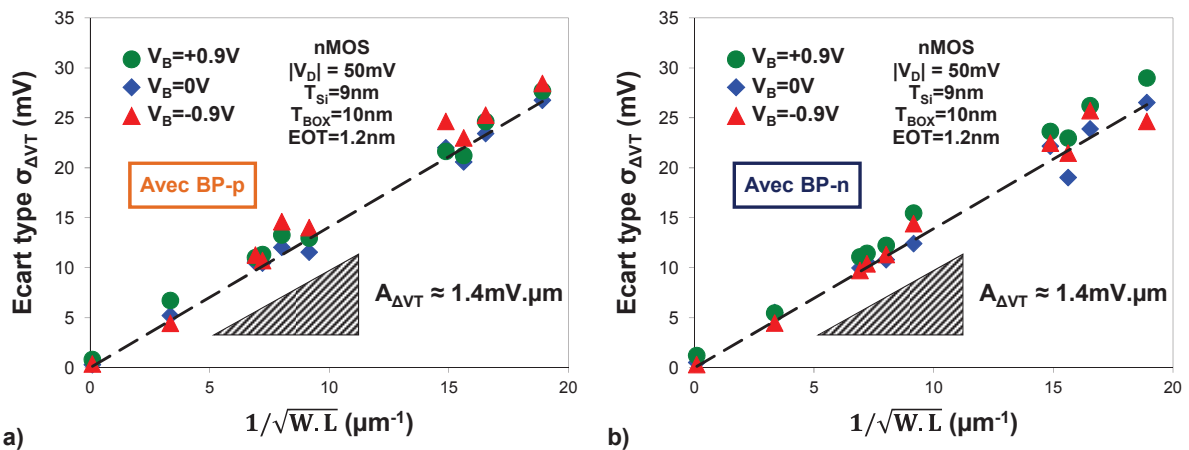 35
30
25
20
15
10
5
0
Ecart type σΔVT (mV)
VB=+0.9V
VB=0V
VB=-0.9V
nMOS
|VD| = 50mV
TSi=9nm
TBOX=10nm
EOT=1.2nm
Avec BP-p
AΔVT ≈ 1.4mV.µm
0
5
10
15
20
1/√W.L (µm-1)
a)
35
30
25
20
15
10
5
0
Ecart type σΔVT (mV)
VB=+0.9V
VB=0V
VB=-0.9V
nMOS
|VD| = 50mV
TSi=9nm
TBOX=10nm
EOT=1.2nm
Avec BP-n
AΔVT ≈ 1.4mV.µm
0
5
10
15
20
1/√W.L (µm-1)
b)